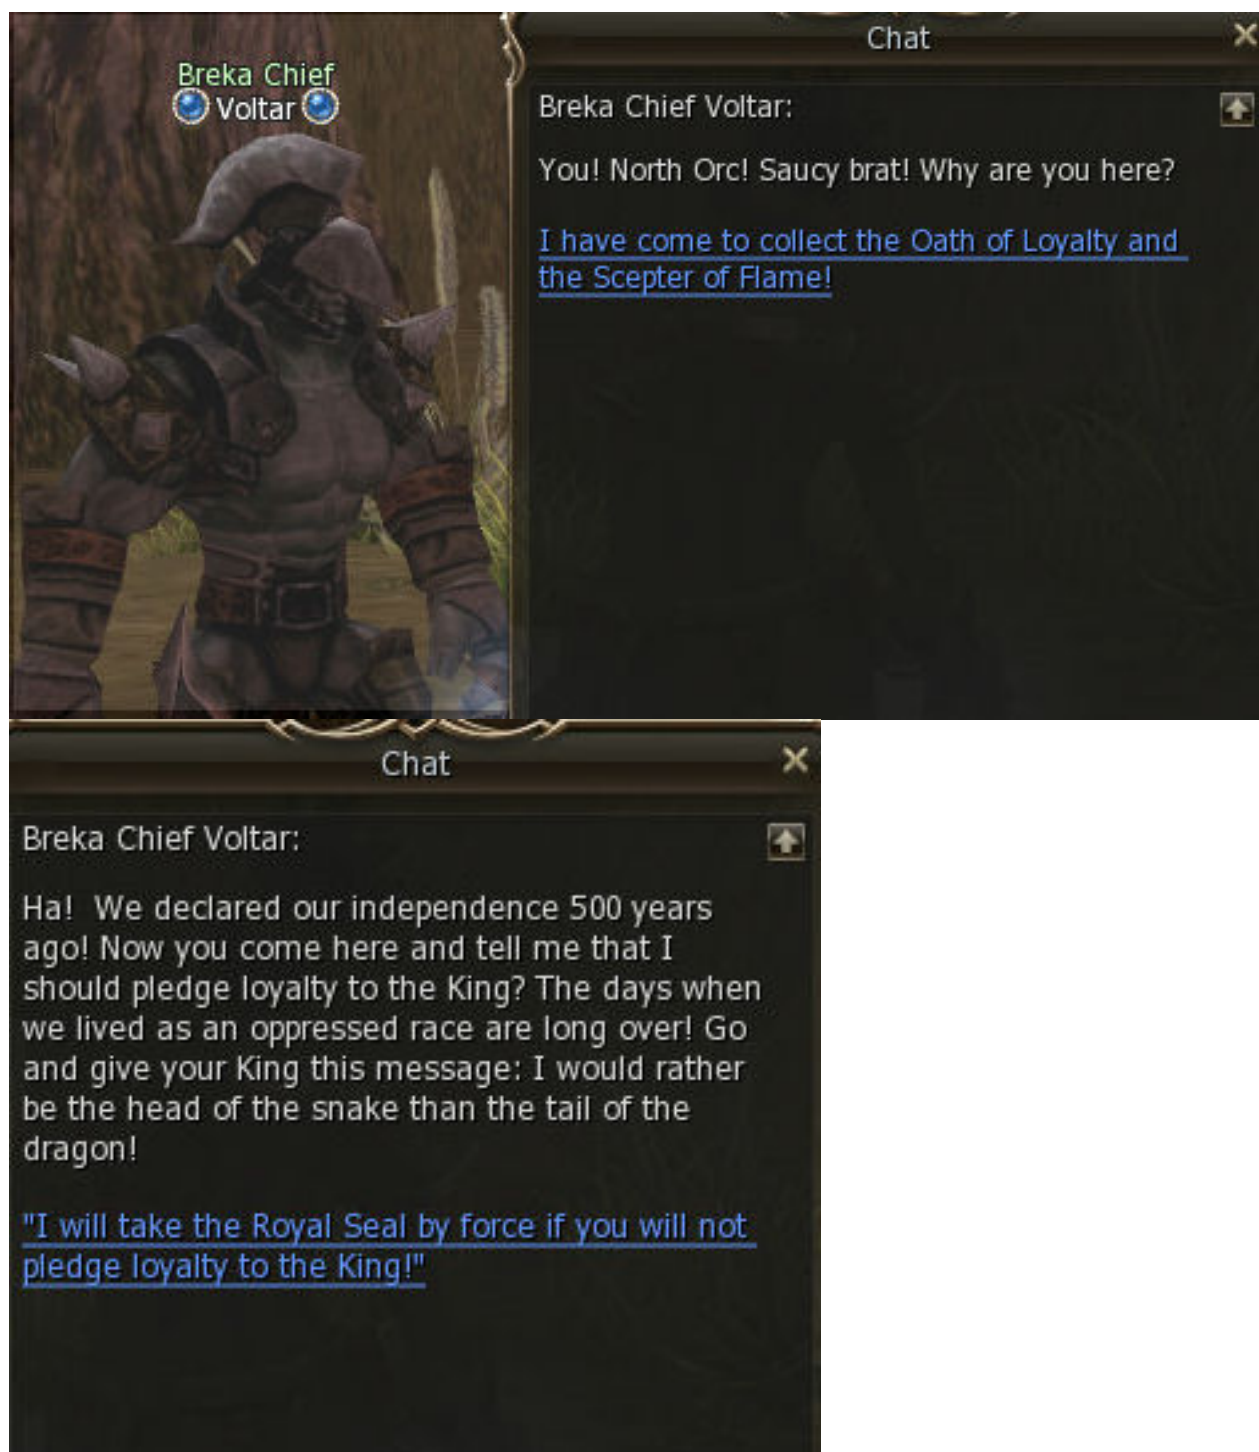 Breka Chief
Voltar
Chat
Breka Chief Voltar:
You! North Orc! Saucy brat! Why are you here?
I have come to collect the Oath of Loyalty and
the Scepter of Flame!
Chat
Breka Chief Voltar:
Ha!  We declared our independence 500 years
ago! Now you come here and tell me that I
should pledge loyalty to the King? The days when
we lived as an oppressed race are long over! Go
and give your King this message: I would rather
be the head of the snake than the tail of the
dragon!
"I will take the Royal Seal by force if you will not
pledge loyalty to the King!"